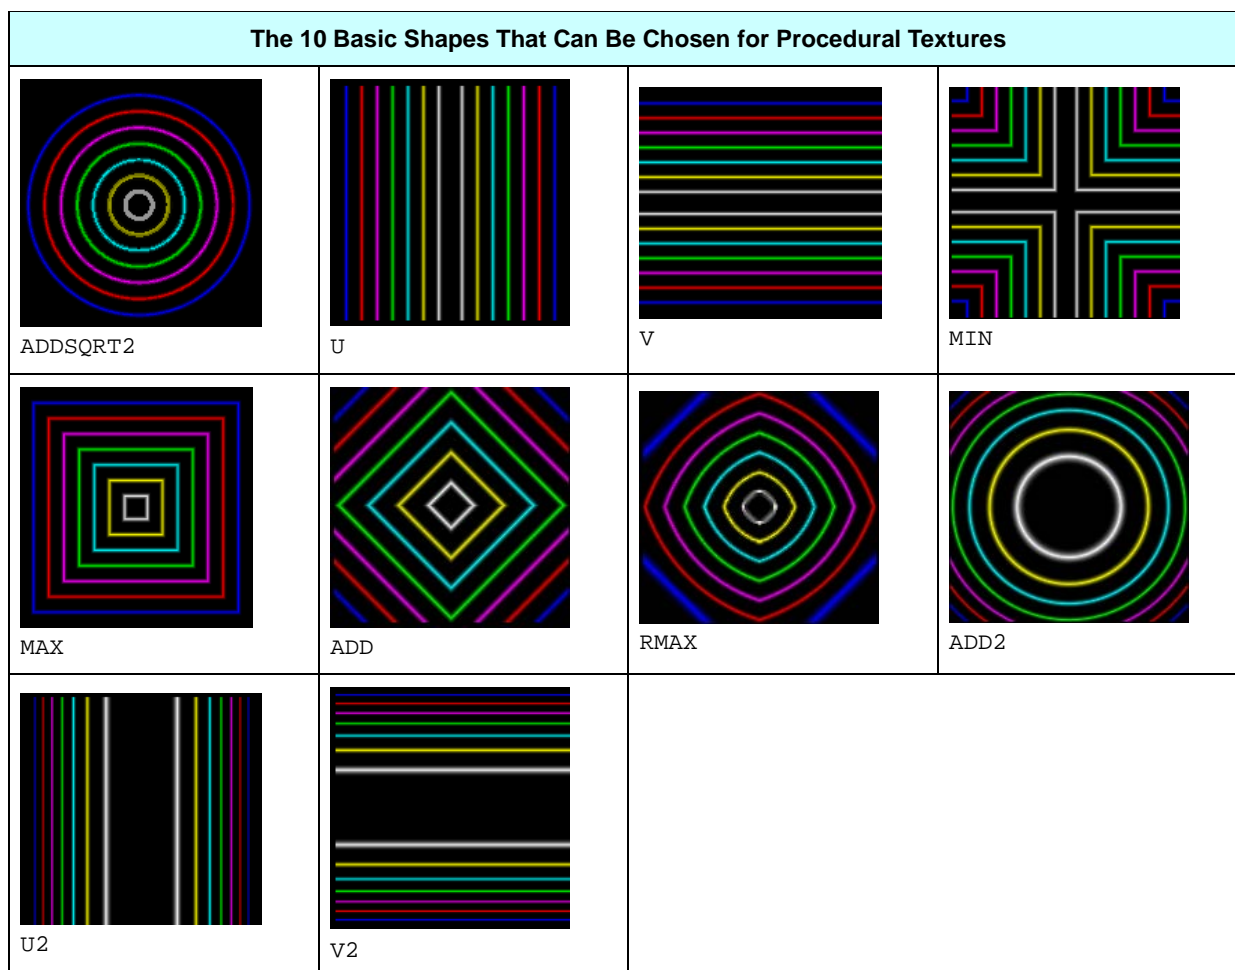 The 10 Basic Shapes That Can Be Chosen for Procedural Textures
ADDSQRT2
U
V
MIN
MAX
ADD
RMAX
ADD2
U2
V2